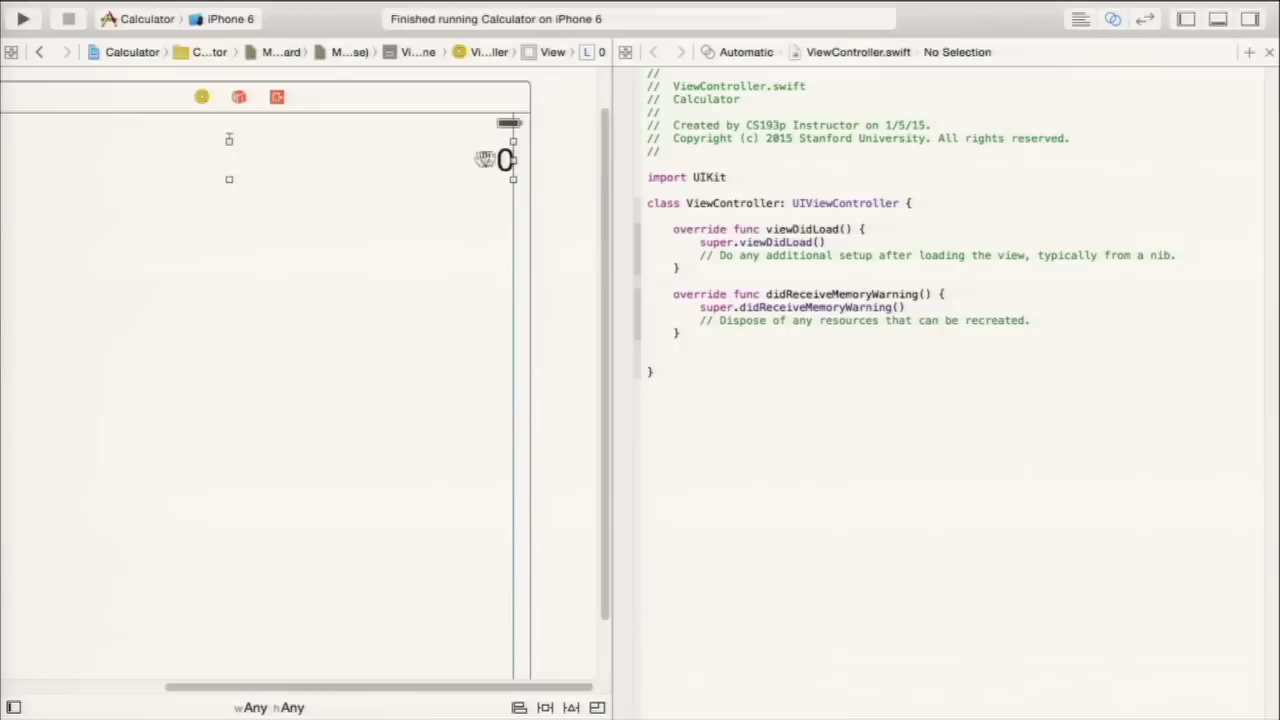 Calculator iPhone 6
Finished running Calculator on iPhone 6
Calculator C...tor M...ard M...se) Vi...ne Vi...ller View L 0
Automatic ViewController.swift No Selection
0
//
// ViewController.swift
// Calculator
//
// Created by CS193p Instructor on 1/5/15.
// Copyright (c) 2015 Stanford University. All rights reserved.
//
import UIKit
class ViewController: UIViewController {
override func viewDidLoad() {
super.viewDidLoad()
// Do any additional setup after loading the view, typically from a nib.
}
override func didReceiveMemoryWarning() {
super.didReceiveMemoryWarning()
// Dispose of any resources that can be recreated.
}
}
wAny hAny